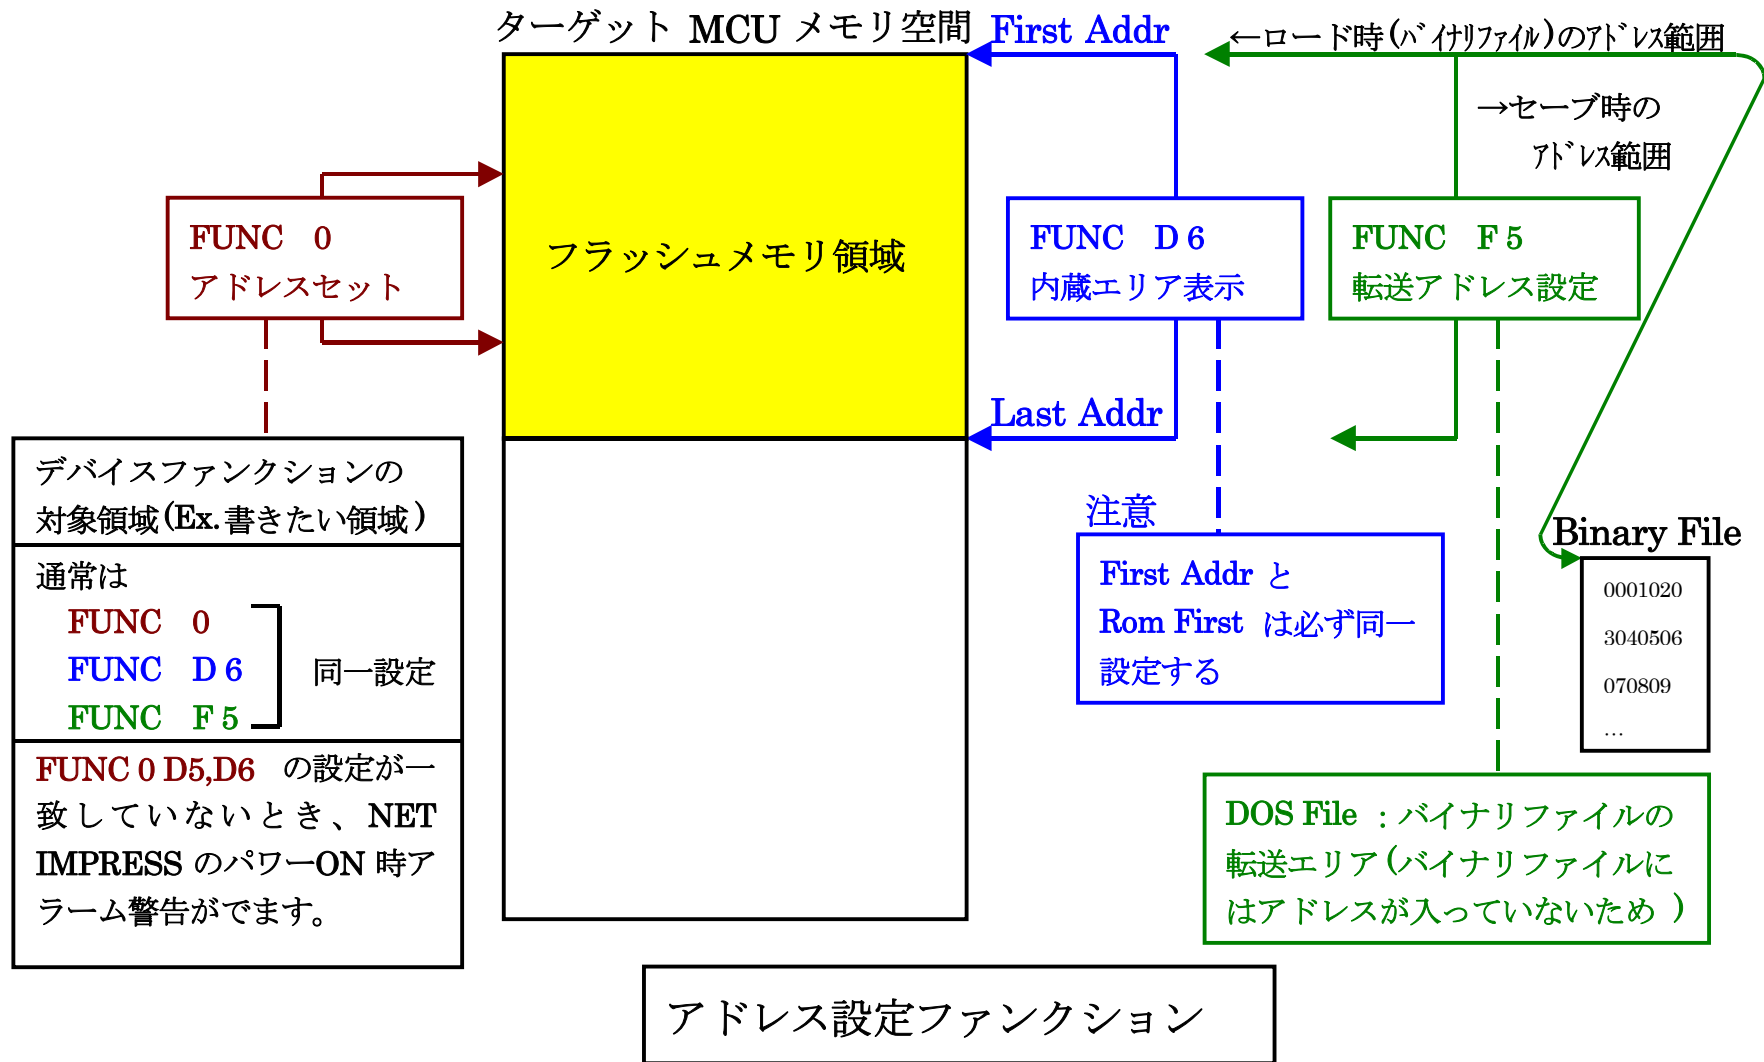 ターゲット MCU メモリ空間
First Addr
←ロード時(ﾊﾞｲﾅﾘﾌｧｲﾙ)のｱﾄﾞﾚｽ範囲
→セーブ時の
ｱﾄﾞﾚｽ範囲
FUNC 0
アドレスセット
フラッシュメモリ領域
FUNC D6
内蔵エリア表示
FUNC F5
転送アドレス設定
Last Addr
デバイスファンクションの
対象領域(Ex.書きたい領域)
通常は
FUNC 0
FUNC D6
FUNC F5
同一設定
FUNC 0 D5,D6 の設定が一
致していないとき、NET
IMPRESS のパワーON 時ア
ラーム警告がでます。
注意
First Addr と
Rom First は必ず同一
設定する
Binary File
0001020
3040506
070809
…
DOS File : バイナリファイルの
転送エリア(バイナリファイルに
はアドレスが入っていないため )
アドレス設定ファンクション